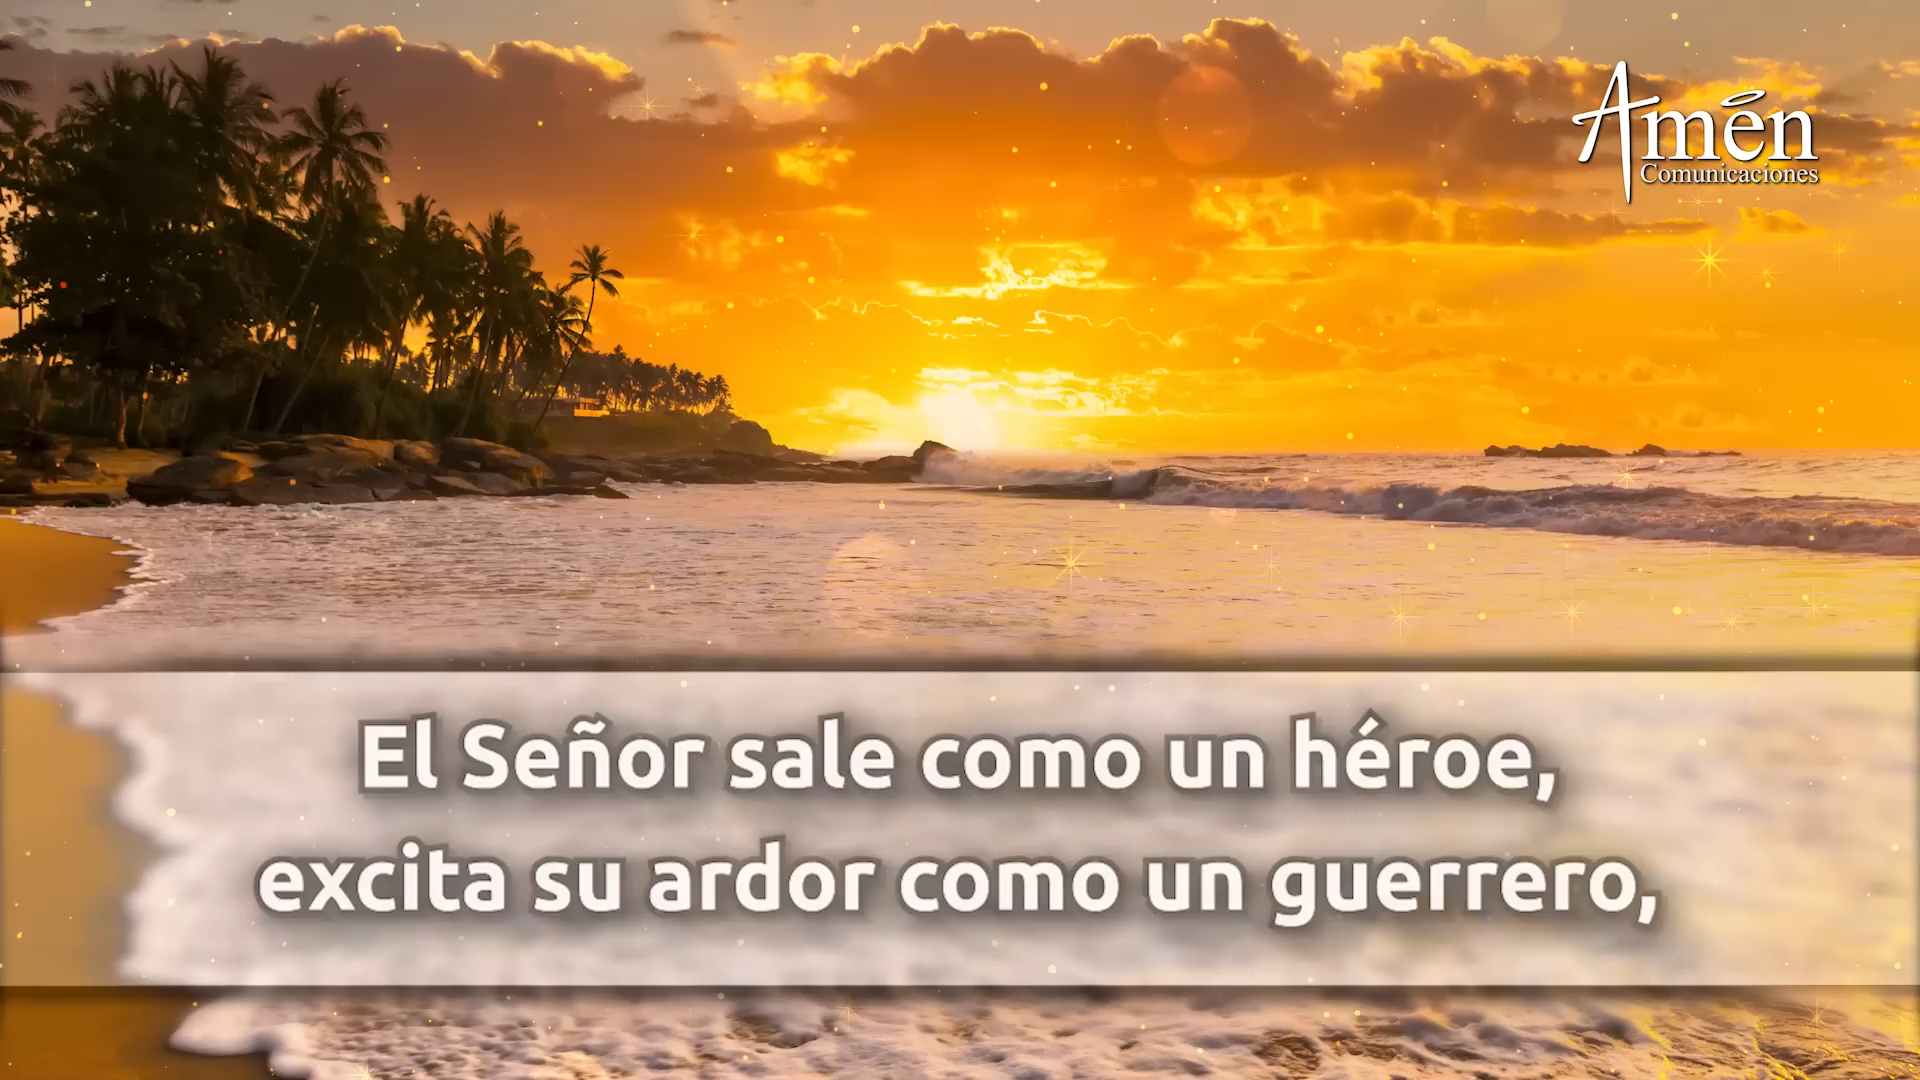 Amén
Comunicaciones
El Señor sale como un héroe,
excita su ardor como un guerrero,